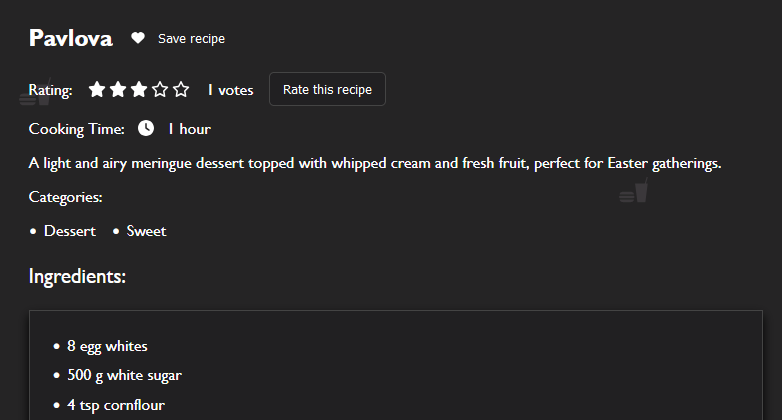 Pavlova Save recipe
Rating: 1 votes Rate this recipe
Cooking Time: 1 hour
A light and airy meringue dessert topped with whipped cream and fresh fruit, perfect for Easter gatherings.
Categories:
• Dessert • Sweet
Ingredients:
• 8 egg whites
• 500 g white sugar
• 4 tsp cornflour